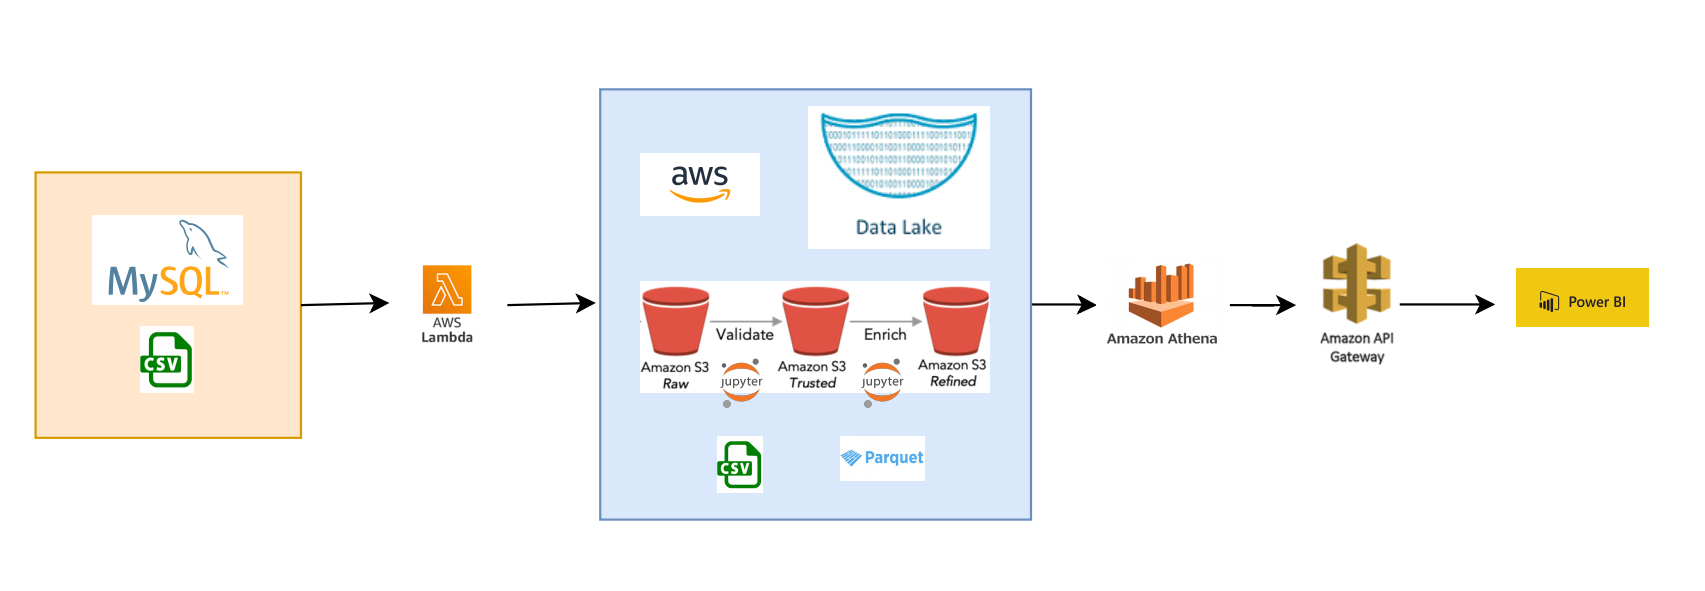 MySQL™
CSV
AWS
Lambda
aws
Data Lake
Validate
Enrich
Amazon S3
Raw
Amazon S3
Trusted
Amazon S3
Refined
jupyter
jupyter
CSV
Parquet
Amazon Athena
Amazon API
Gateway
Power BI